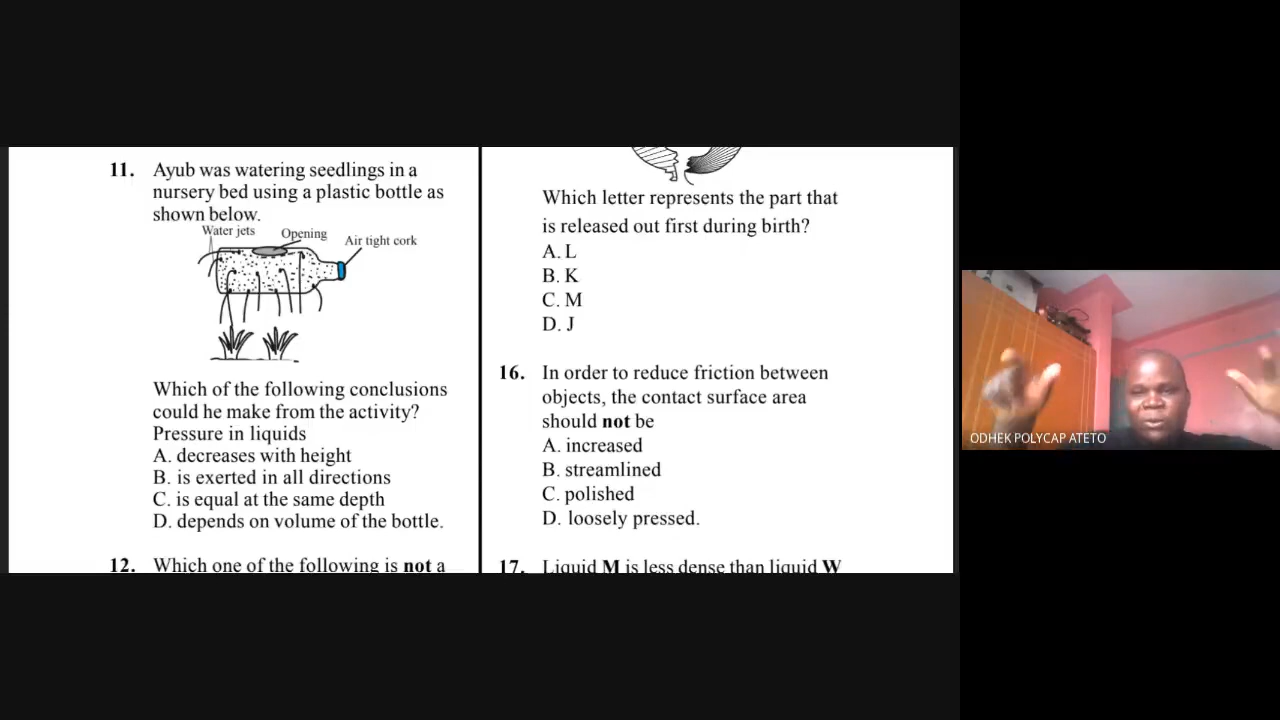 11. Ayub was watering seedlings in a
nursery bed using a plastic bottle as
shown below.
Water jets
Opening
Air tight cork
Which of the following conclusions
could he make from the activity?
Pressure in liquids
A. decreases with height
B. is exerted in all directions
C. is equal at the same depth
D. depends on volume of the bottle.
12. Which one of the following is not a
Which letter represents the part that
is released out first during birth?
A. L
B. K
C. M
D. J
16. In order to reduce friction between
objects, the contact surface area
should not be
A. increased
B. streamlined
C. polished
D. loosely pressed.
17. Liquid M is less dense than liquid W
ODHEK POLYCAP ATETO